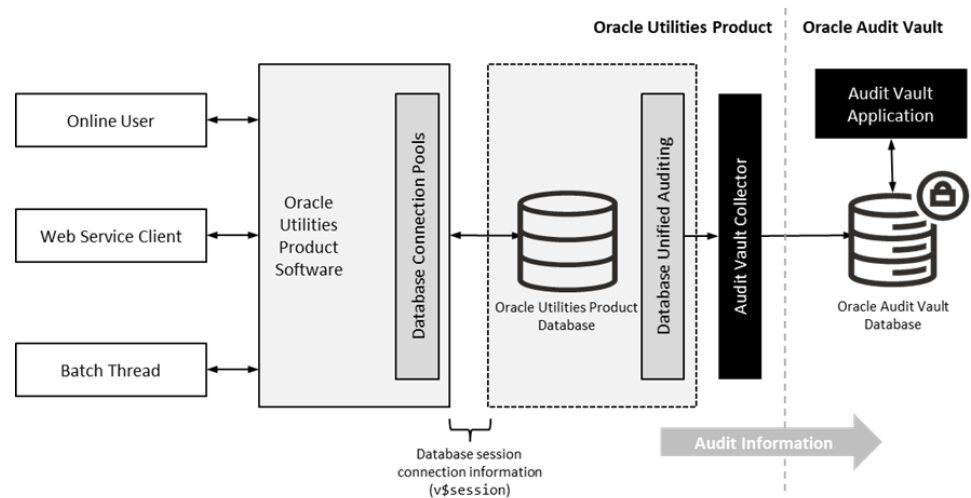 Oracle Utilities Product
Oracle Audit Vault
Online User
Web Service Client
Batch Thread
Oracle
Utilities
Product
Software
Database Connection Pools
Oracle Utilities Product
Database
Database Unified Auditing
Audit Vault Collector
Audit Vault
Application
Oracle Audit Vault
Database
Database session
connection information
(v$session)
Audit Information